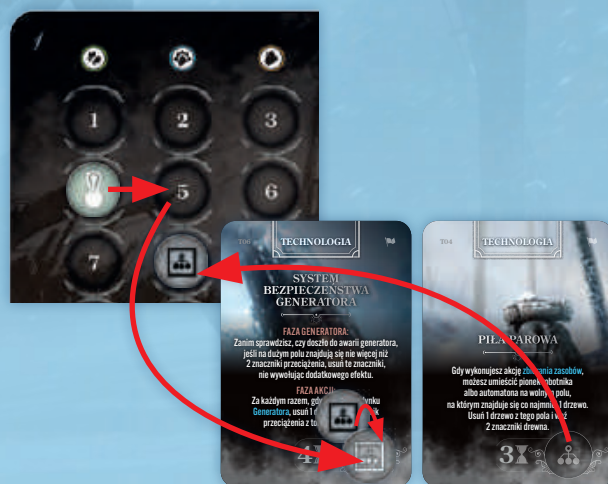 1 2 3
5 6
7
TECHNOLOGIA
SYSTEM
BEZPIECZEŃSTWA
GENERATORA
FAZA GENERATORA:
Zanim sprawdzisz, czy doszło do awarii generatora,
jeśli na dużym polu znajdują się nie więcej niż
2 znaczniki przeciążenia, usuń te znaczniki,
nie wywołując dodatkowego efektu.
FAZA AKCJI:
Za każdym razem, gdy
Generatora, usuń 1
przeciążenia z
4
T04 TECHNOLOGIA
PIŁA PAROWA
Gdy wykonujesz akcję zbierania zasobów,
możesz umieścić pionek robotnika
albo automatona na wolnym polu,
na którym znajduje się co najmniej 1 drzewo.
Usuń 1 drzewo z tego pola i weź
2 znaczniki drewna.
3